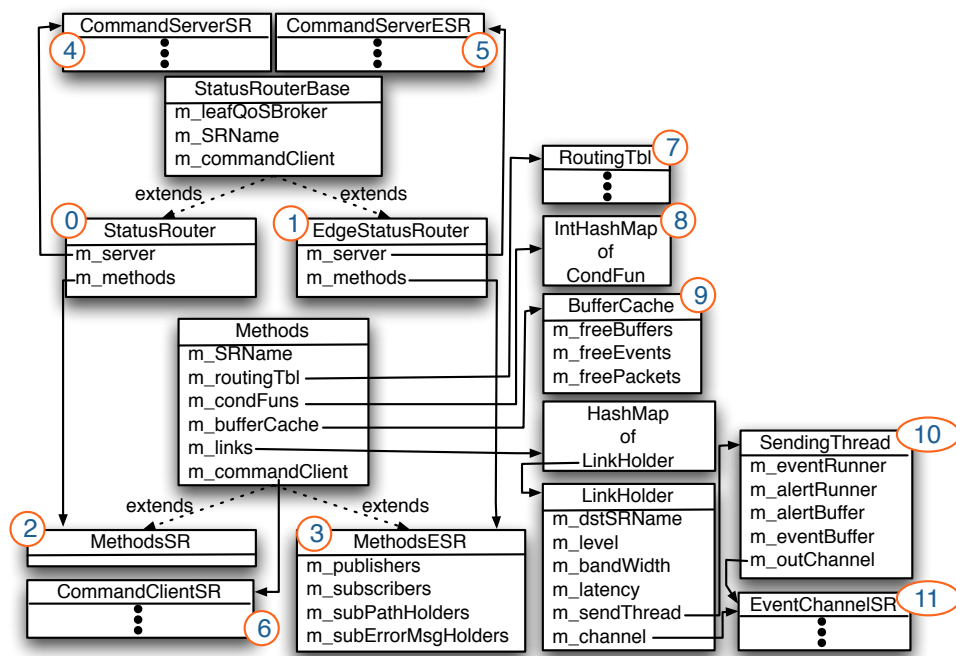 CommandServerSR
4
CommandServerESR
5
StatusRouterBase
m_leafQoSBroker
m_SRName
m_commandClient
extends
extends
0
StatusRouter
m_server
m_methods
1
EdgeStatusRouter
m_server
m_methods
Methods
m_SRName
m_routingTbl
m_condFuns
m_bufferCache
m_links
m_commandClient
extends
extends
2
MethodsSR
3
MethodsESR
m_publishers
m_subscribers
m_subPathHolders
m_subErrorMsgHolders
CommandClientSR
6
7
RoutingTbl
8
IntHashMap
of
CondFun
9
BufferCache
m_freeBuffers
m_freeEvents
m_freePackets
HashMap
of
LinkHolder
LinkHolder
m_dstSRName
m_level
m_bandWidth
m_latency
m_sendThread
m_channel
10
SendingThread
m_eventRunner
m_alertRunner
m_alertBuffer
m_eventBuffer
m_outChannel
11
EventChannelSR